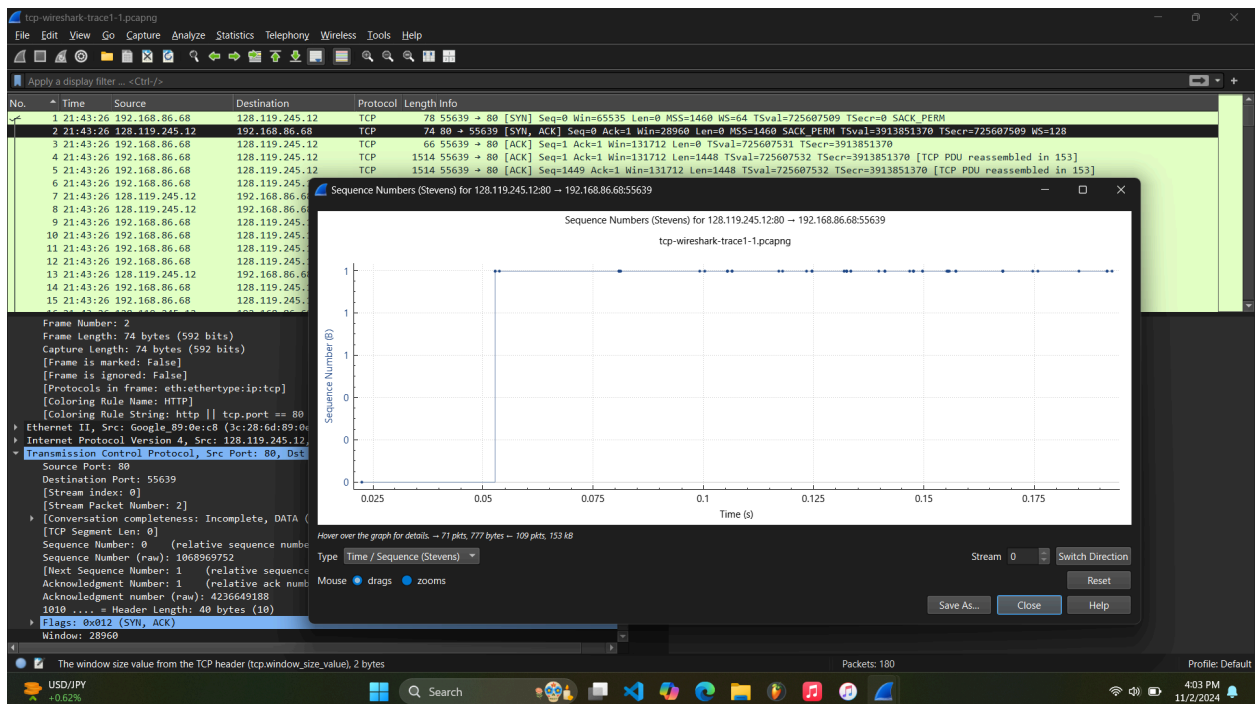 tcp-wireshark-trace1-1.pcapng
File Edit View Go Capture Analyze Statistics Telephony Wireless Tools Help
Apply a display filter ... <Ctrl-/>
No. Time Source Destination Protocol Length Info
1 21:43:26 192.168.86.68 128.119.245.12 TCP 78 55639 → 80 [SYN] Seq=0 Win=65535 Len=0 MSS=1460 WS=64 TSval=725607509 TSecr=0 SACK_PERM
2 21:43:26 128.119.245.12 192.168.86.68 TCP 74 80 → 55639 [SYN, ACK] Seq=0 Ack=1 Win=28960 Len=0 MSS=1460 SACK_PERM TSval=3913851370 TSecr=725607509 WS=128
3 21:43:26 192.168.86.68 128.119.245.12 TCP 66 55639 → 80 [ACK] Seq=1 Ack=1 Win=131712 Len=0 TSval=725607531 TSecr=3913851370
4 21:43:26 192.168.86.68 128.119.245.12 TCP 1514 55639 → 80 [ACK] Seq=1 Ack=1 Win=131712 Len=1448 TSval=725607532 TSecr=3913851370 [TCP PDU reassembled in 153]
5 21:43:26 192.168.86.68 128.119.245.12 TCP 1514 55639 → 80 [ACK] Seq=1449 Ack=1 Win=131712 Len=1448 TSval=725607532 TSecr=3913851370 [TCP PDU reassembled in 153]
6 21:43:26 192.168.86.68 128.119.245.
7 21:43:26 128.119.245.12 192.168.86.6
8 21:43:26 128.119.245.12 192.168.86.6
9 21:43:26 192.168.86.68 128.119.245.
10 21:43:26 192.168.86.68 128.119.245.
11 21:43:26 192.168.86.68 128.119.245.
12 21:43:26 192.168.86.68 128.119.245.
13 21:43:26 128.119.245.12 192.168.86.6
14 21:43:26 192.168.86.68 128.119.245.
15 21:43:26 192.168.86.68 128.119.245.
Frame Number: 2
Frame Length: 74 bytes (592 bits)
Capture Length: 74 bytes (592 bits)
[Frame is marked: False]
[Frame is ignored: False]
[Protocols in frame: eth:ethertype:ip:tcp]
[Coloring Rule Name: HTTP]
[Coloring Rule String: http || tcp.port == 80
Ethernet II, Src: Google_89:0e:c8 (3c:28:6d:89:0e
Internet Protocol Version 4, Src: 128.119.245.12,
Transmission Control Protocol, Src Port: 80, Dst
Source Port: 80
Destination Port: 55639
[Stream index: 0]
[Stream Packet Number: 2]
[Conversation completeness: Incomplete, DATA (
[TCP Segment Len: 0]
Sequence Number: 0 (relative sequence numbe
Sequence Number (raw): 1068969752
[Next Sequence Number: 1 (relative sequence
Acknowledgment Number: 1 (relative ack numb
Acknowledgment number (raw): 4236649188
1010 .... = Header Length: 40 bytes (10)
Flags: 0x012 (SYN, ACK)
Window: 28960
Sequence Numbers (Stevens) for 128.119.245.12:80 → 192.168.86.68:55639
Sequence Numbers (Stevens) for 128.119.245.12:80 → 192.168.86.68:55639
tcp-wireshark-trace1-1.pcapng
Sequence Number (B)
1
1
1
0
0
0
0.025 0.05 0.075 0.1 0.125 0.15 0.175
Time (s)
Hover over the graph for details. → 71 pkts, 777 bytes ← 109 pkts, 153 kB
Type Time / Sequence (Stevens) Stream 0 Switch Direction
Mouse drags zooms Reset
Save As... Close Help
The window size value from the TCP header (tcp.window_size_value), 2 bytes Packets: 180 Profile: Default
USD/JPY
+0.62%
Search
4:03 PM
11/2/2024